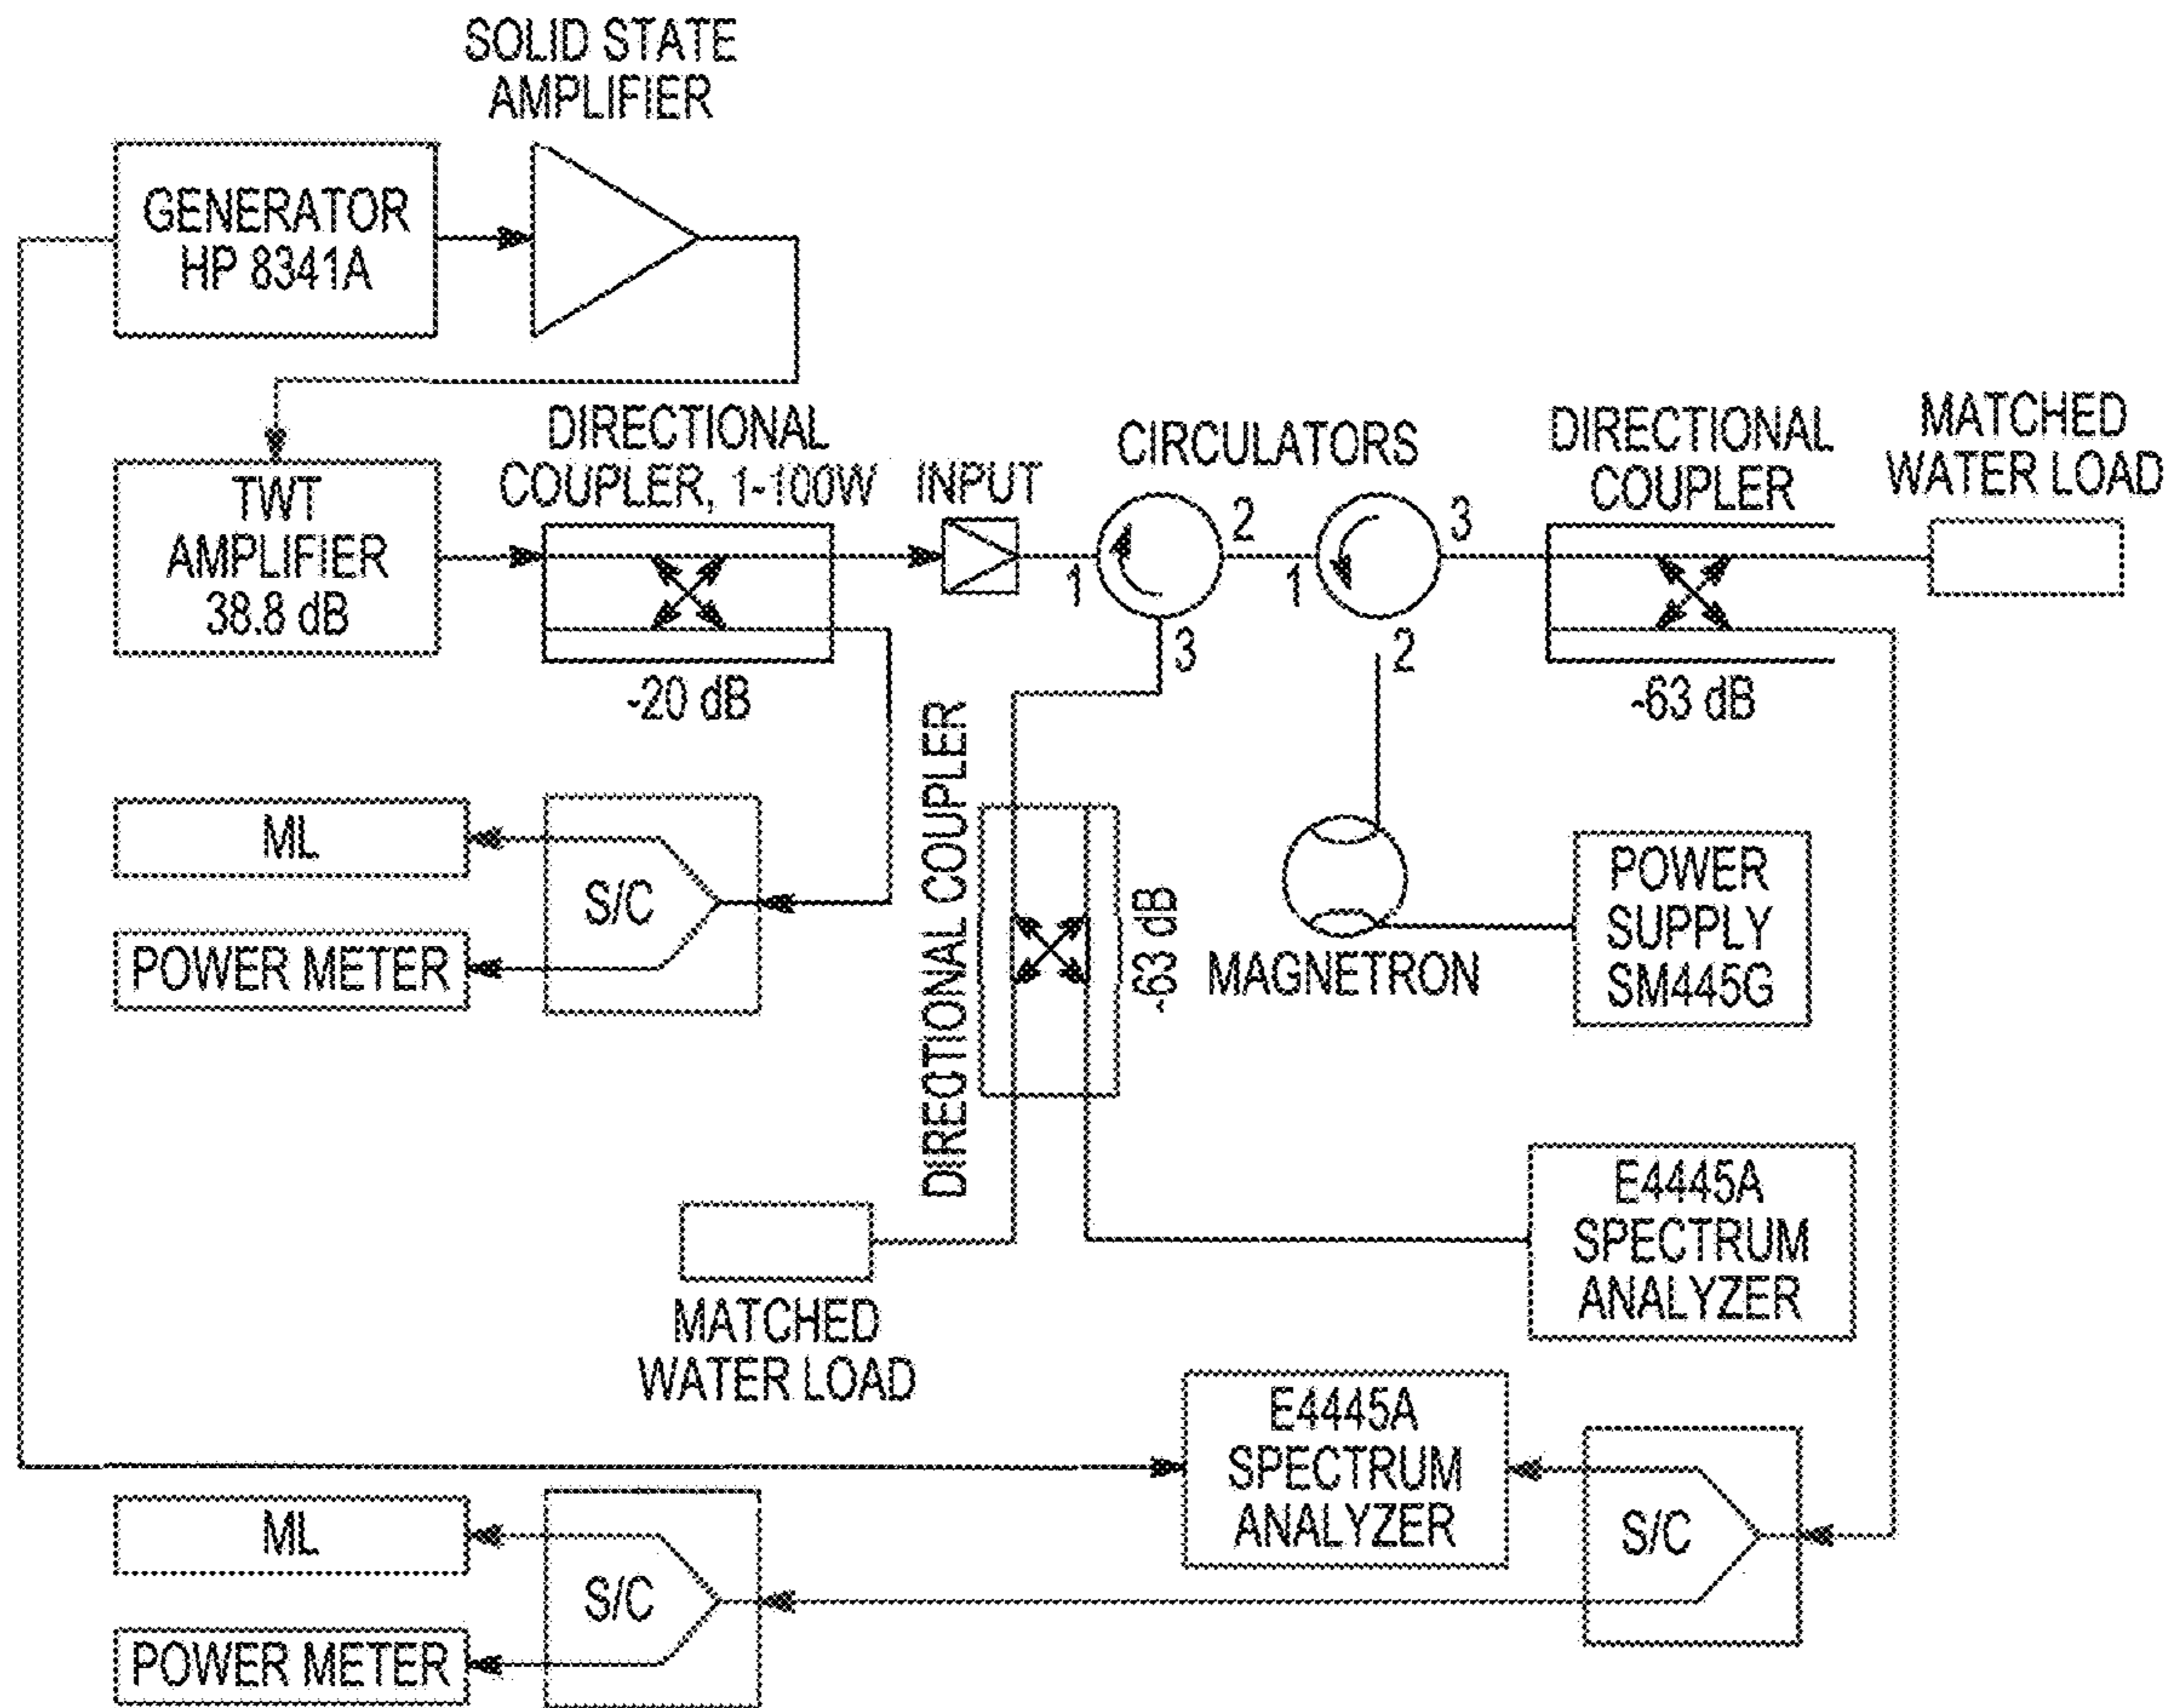 SOLID STATE
AMPLIFIER
GENERATOR
HP 8341A
TWT
AMPLIFIER
38.8 dB
DIRECTIONAL
COUPLER, 1-100W
-20 dB
INPUT
CIRCULATORS
1
2
3
1
3
2
DIRECTIONAL
COUPLER
-63 dB
MATCHED
WATER LOAD
ML
S/C
POWER METER
DIRECTIONAL COUPLER
-63 dB
MAGNETRON
POWER
SUPPLY
SM445G
MATCHED
WATER LOAD
E4445A
SPECTRUM
ANALYZER
E4445A
SPECTRUM
ANALYZER
S/C
ML
S/C
POWER METER